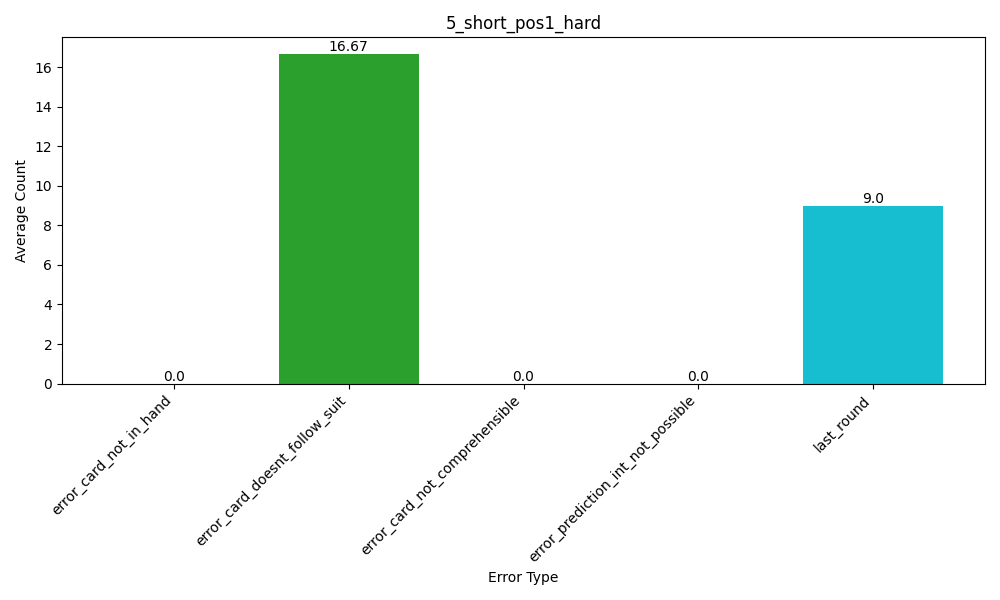 5_short_pos1_hard
Average Count
16
14
12
10
8
6
4
2
0
0.0
16.67
0.0
0.0
9.0
error_card_not_in_hand
error_card_doesnt_follow_suit
error_card_not_comprehensible
error_prediction_int_not_possible
last_round
Error Type